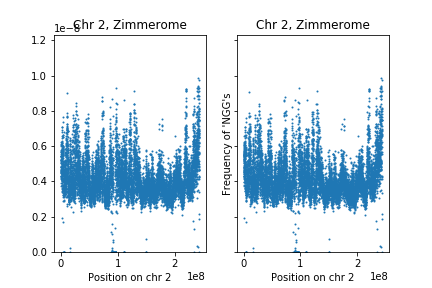 1e−8
Chr 2, Zimmerome
Chr 2, Zimmerome
1.2
1.0
0.8
0.6
0.4
0.2
0.0
0
1
2
1e8
Position on chr 2
Frequency of 'NGG's
0
1
2
1e8
Position on chr 2